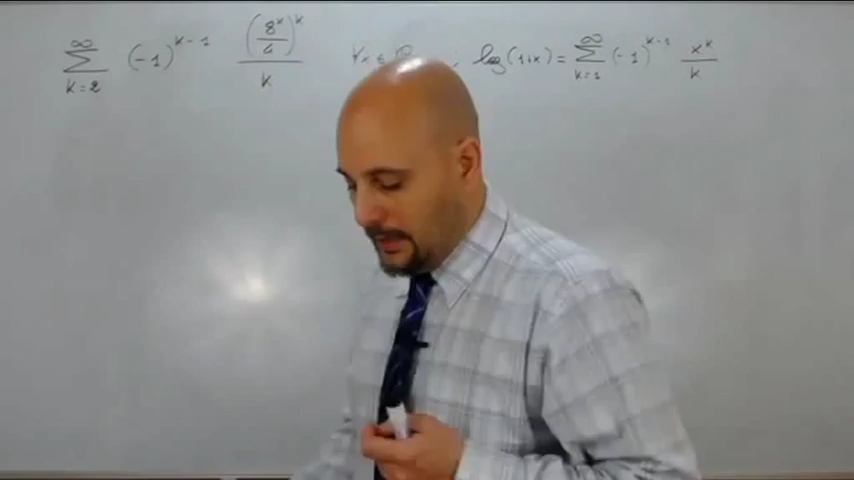 ∞ ∑ k=2 (-1)^{k-1} (8^x/4)^k / k ∀x∈ ; log(1+x) = ∞ ∑ k=1 (-1)^{k-1} x^k / k